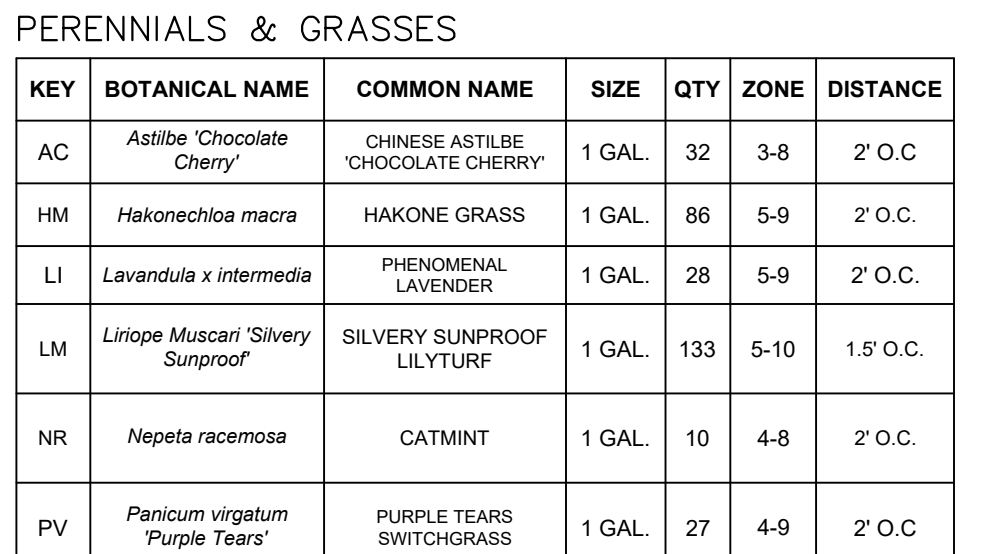 PERENNIALS & GRASSES
KEY BOTANICAL NAME COMMON NAME SIZE QTY ZONE DISTANCE
AC Astilbe 'Chocolate Cherry' CHINESE ASTILBE 'CHOCOLATE CHERRY' 1 GAL. 32 3-8 2' O.C
HM Hakonechloa macra HAKONE GRASS 1 GAL. 86 5-9 2' O.C.
LI Lavandula x intermedia PHENOMENAL LAVENDER 1 GAL. 28 5-9 2' O.C.
LM Liriope Muscari 'Silvery Sunproof' SILVERY SUNPROOF LILYTURF 1 GAL. 133 5-10 1.5' O.C.
NR Nepeta racemosa CATMINT 1 GAL. 10 4-8 2' O.C.
PV Panicum virgatum 'Purple Tears' PURPLE TEARS SWITCHGRASS 1 GAL. 27 4-9 2' O.C